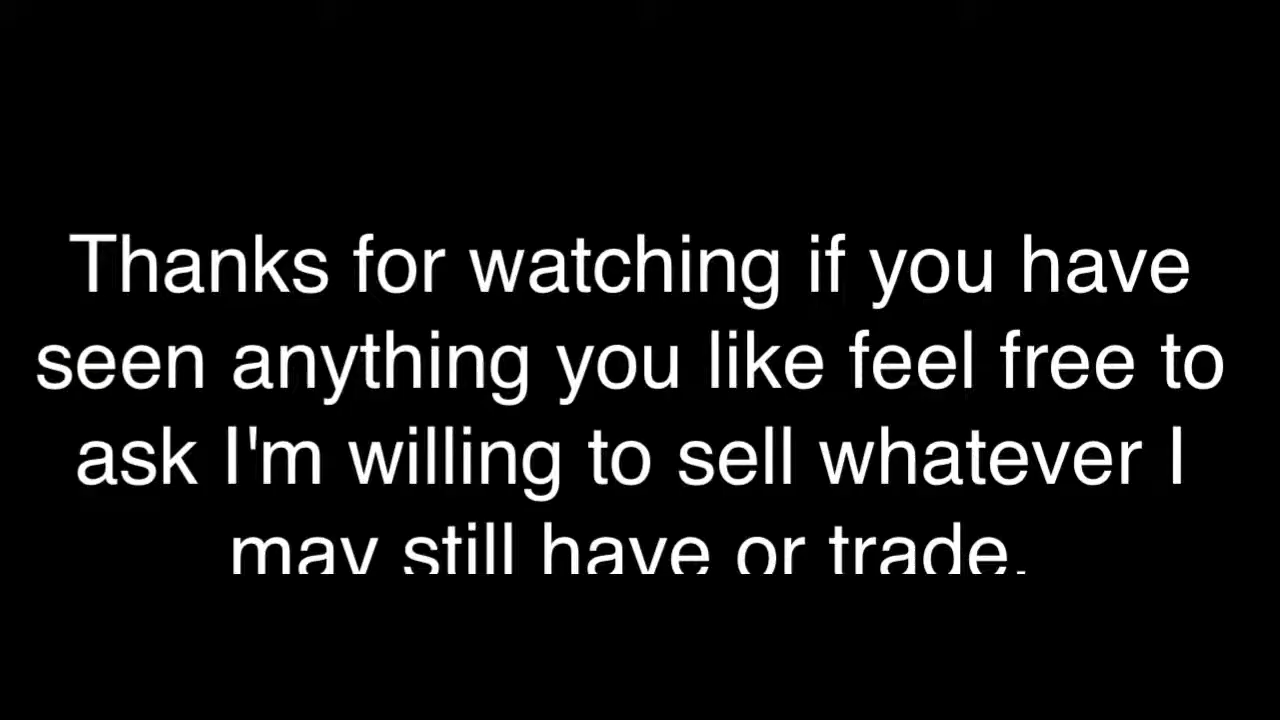 Thanks for watching if you have
seen anything you like feel free to
ask I'm willing to sell whatever I
may still have or trade.